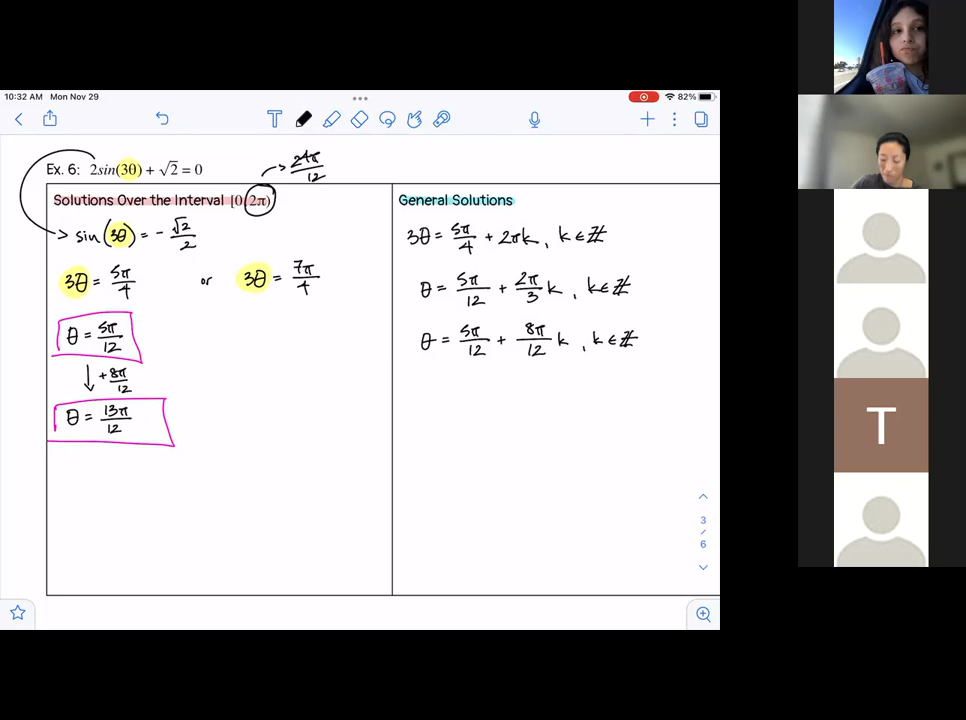 10:32 AM Mon Nov 29
82%
Ex. 6: 2sin(3θ) + √2 = 0
→ 24π/12
Solutions Over the Interval [0, 2π)
> sin(3θ) = - √2/2
3θ = 5π/4 or 3θ = 7π/4
θ = 5π/12
↓ + 8π/12
θ = 13π/12
General Solutions
3θ = 5π/4 + 2πk, k ∈ ℤ
θ = 5π/12 + 2π/3 k, k ∈ ℤ
θ = 5π/12 + 8π/12 k, k ∈ ℤ
3
/
6
T